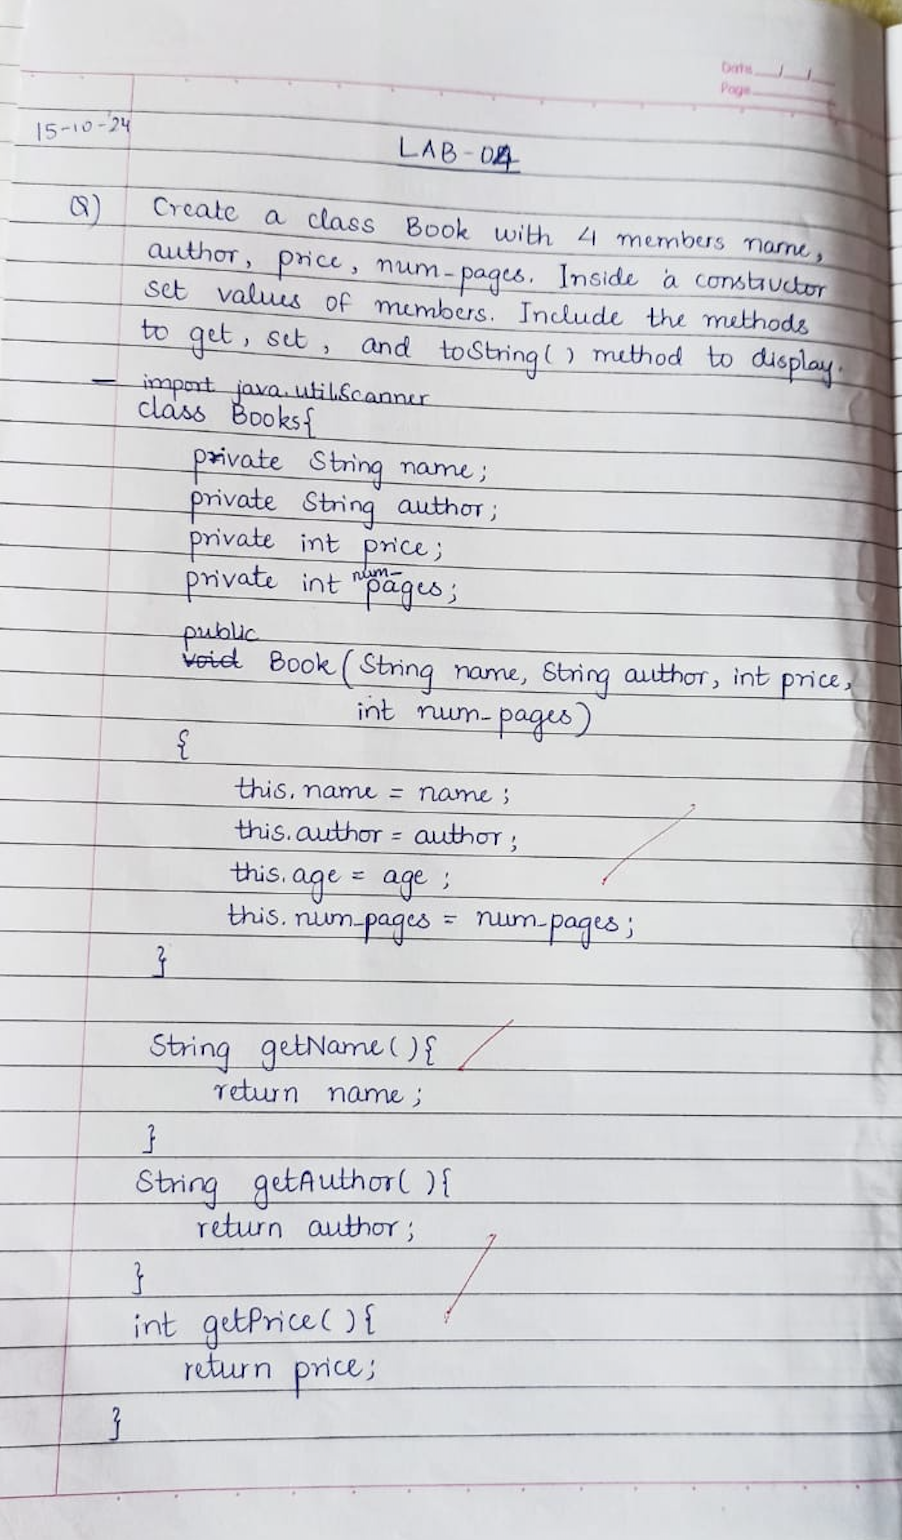 Date / /
Page
15-10-'24
LAB-04
Q) Create a class Book with 4 members name,
author, price, num-pages. Inside a constructor
set values of members. Include the methods
to get, set, and toString() method to display.
- import java.util.Scanner
class Books{
private String name;
private String author;
private int price;
private int num-pages;
public
void Book (String name, String author, int price,
int num-pages)
{
this.name = name;
this.author = author;
this.age = age;
this.num-pages = num-pages;
}
String getName(){
return name;
}
String getAuthor(){
return author;
}
int getPrice(){
return price;
}